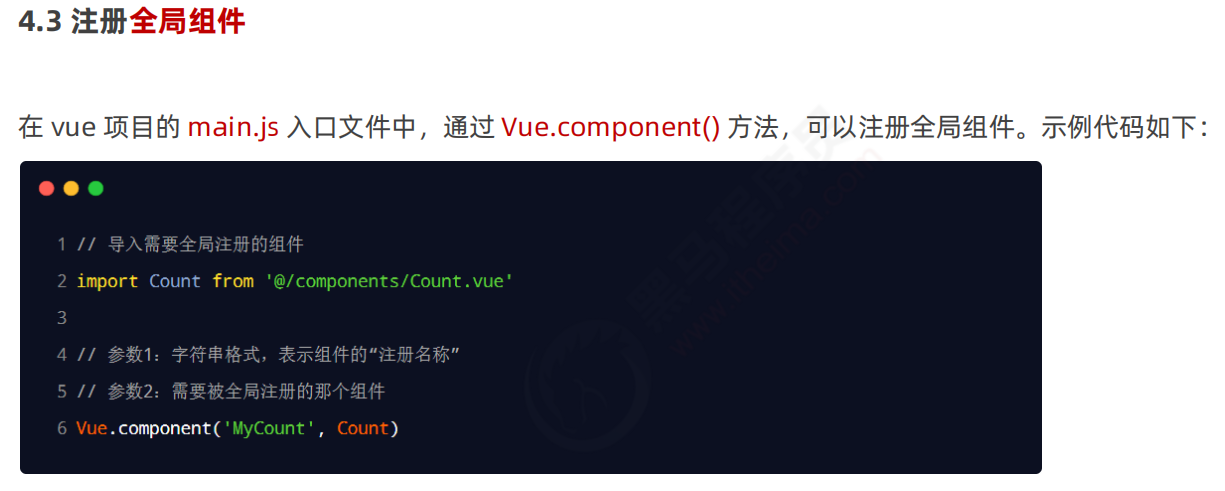 4.3 注册全局组件
在 vue 项目的 main.js 入口文件中，通过 Vue.component() 方法，可以注册全局组件。示例代码如下：
1 // 导入需要全局注册的组件
2 import Count from '@/components/Count.vue'
3
4 // 参数1：字符串格式，表示组件的“注册名称”
5 // 参数2：需要被全局注册的那个组件
6 Vue.component('MyCount', Count)
黑马程序员